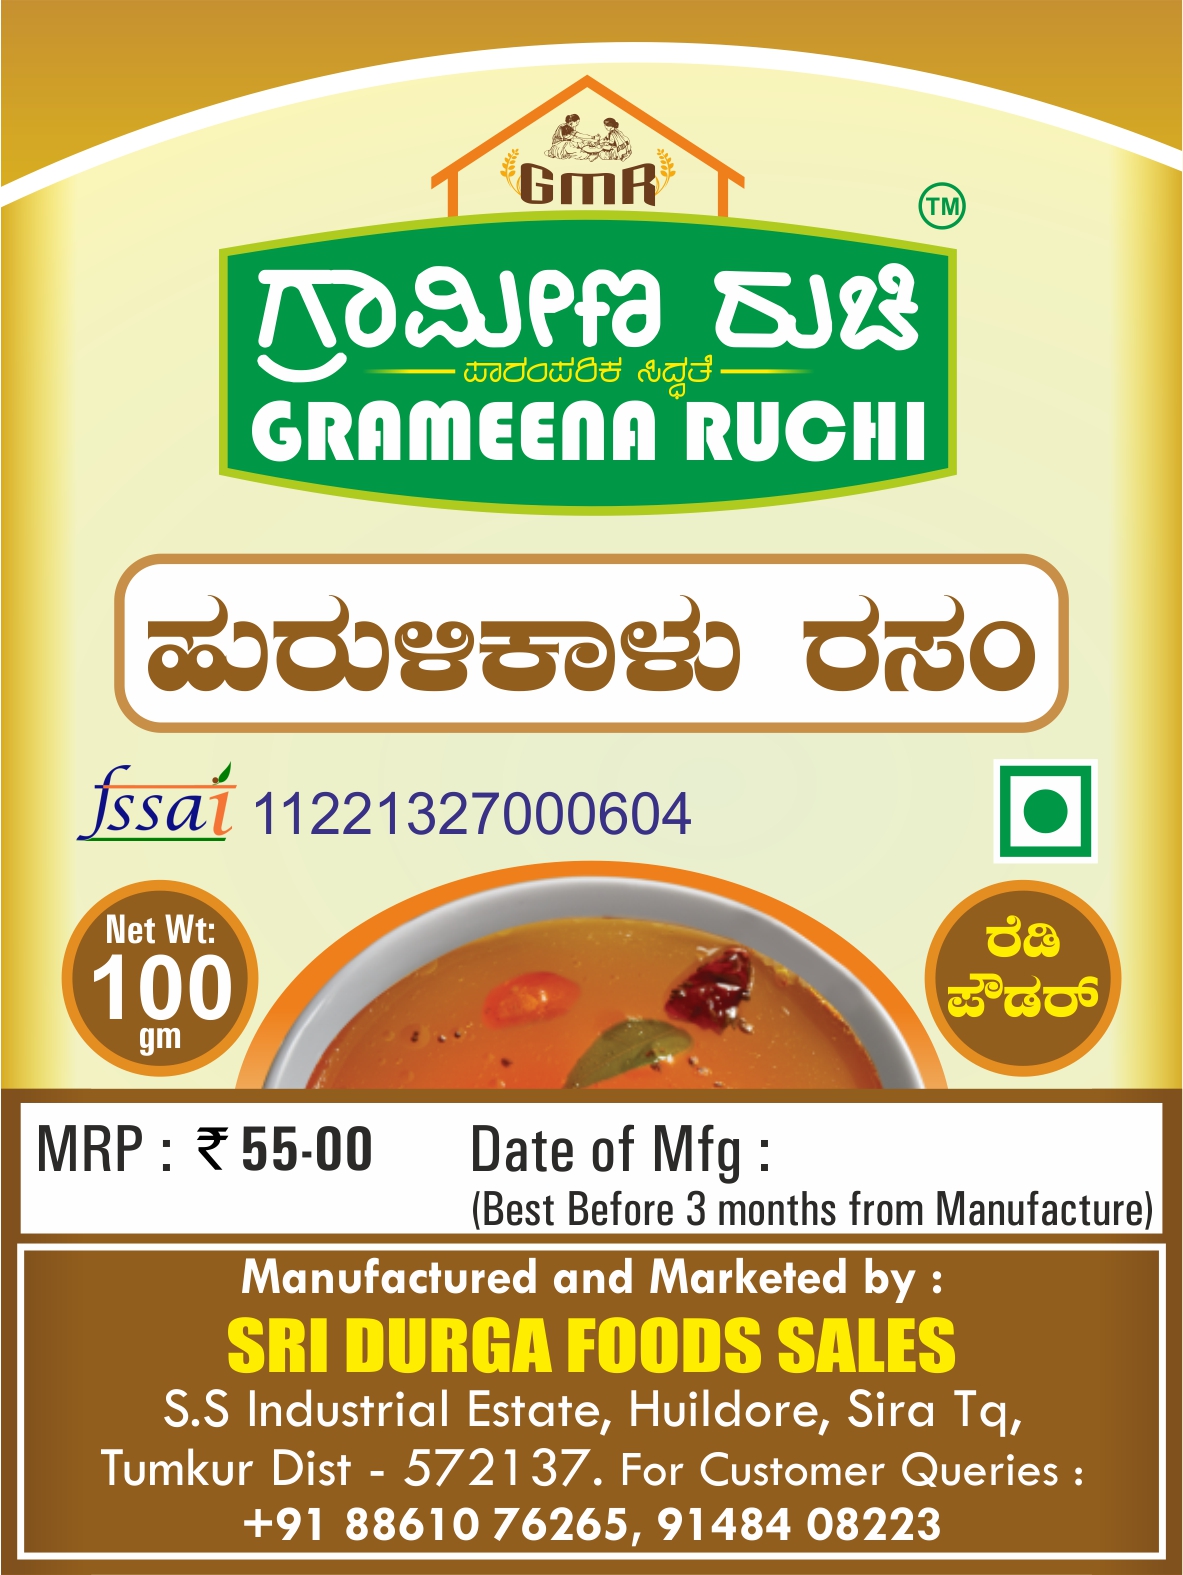 GMR
TM
ಗ್ರಾಮೀಣ ರುಚಿ
ಪಾರಂಪರಿಕ ಸಿದ್ಧತೆ
GRAMEENA RUCHI
ಹುರುಳಿಕಾಳು ರಸಂ
fssai 11221327000604
Net Wt:
100
gm
ರೆಡಿ
ಪೌಡರ್
MRP : ₹ 55-00 Date of Mfg :
(Best Before 3 months from Manufacture)
Manufactured and Marketed by :
SRI DURGA FOODS SALES
S.S Industrial Estate, Huildore, Sira Tq,
Tumkur Dist - 572137. For Customer Queries :
+91 88610 76265, 91484 08223